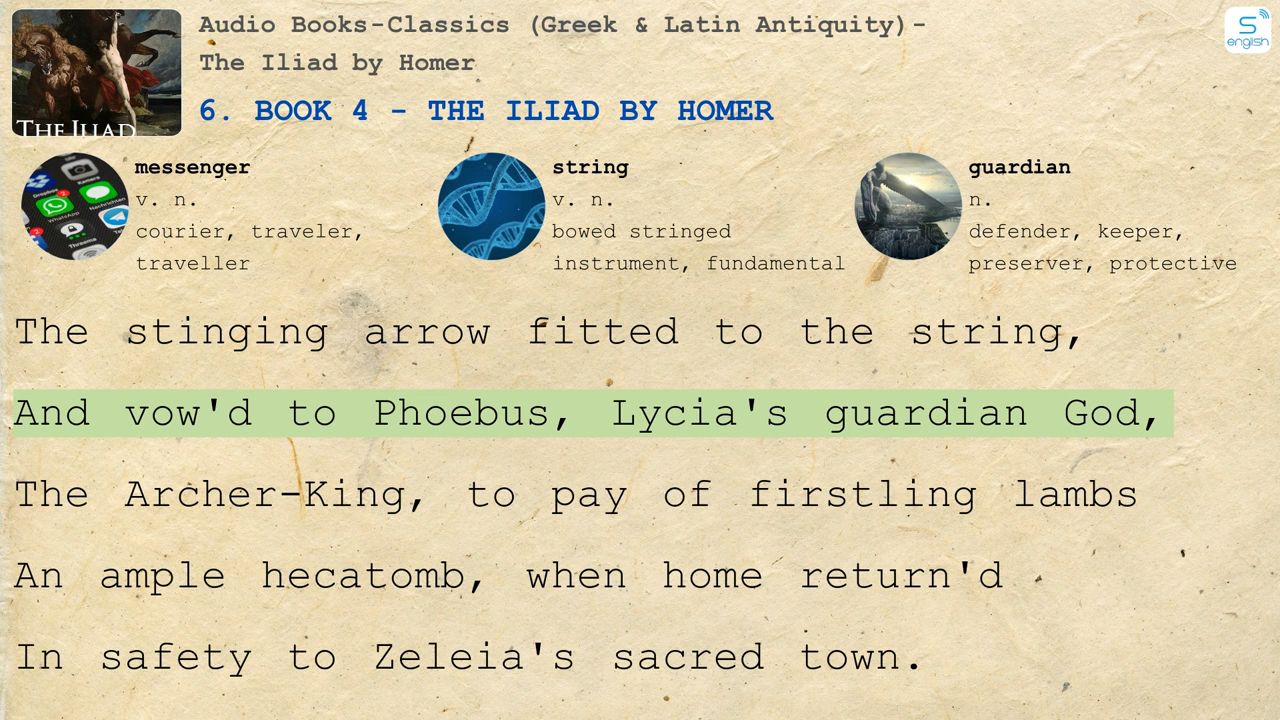 Audio Books-Classics (Greek & Latin Antiquity)-
The Iliad by Homer
6. BOOK 4 - THE ILIAD BY HOMER
THE ILIAD
S
english
messenger
v. n.
courier, traveler,
traveller
string
v. n.
bowed stringed
instrument, fundamental
guardian
n.
defender, keeper,
preserver, protective
WhatsApp
Threema
The stinging arrow fitted to the string,
And vow'd to Phoebus, Lycia's guardian God,
The Archer-King, to pay of firstling lambs
An ample hecatomb, when home return'd
In safety to Zeleia's sacred town.